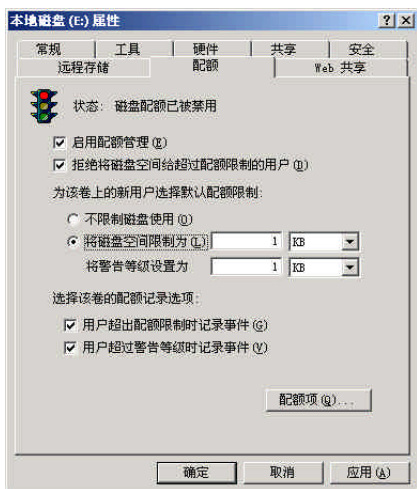 本地磁盘 (E:) 属性
常规 工具 硬件 共享 安全
远程存储 配额 Web 共享
状态: 磁盘配额已被禁用
启用配额管理(E)
拒绝将磁盘空间给超过配额限制的用户(D)
为该卷上的新用户选择默认配额限制:
不限制磁盘使用(O)
将磁盘空间限制为(L) 1 KB
将警告等级设置为 1 KB
选择该卷的配额记录选项:
用户超出配额限制时记录事件(G)
用户超过警告等级时记录事件(V)
配额项(Q)...
确定 取消 应用(A)